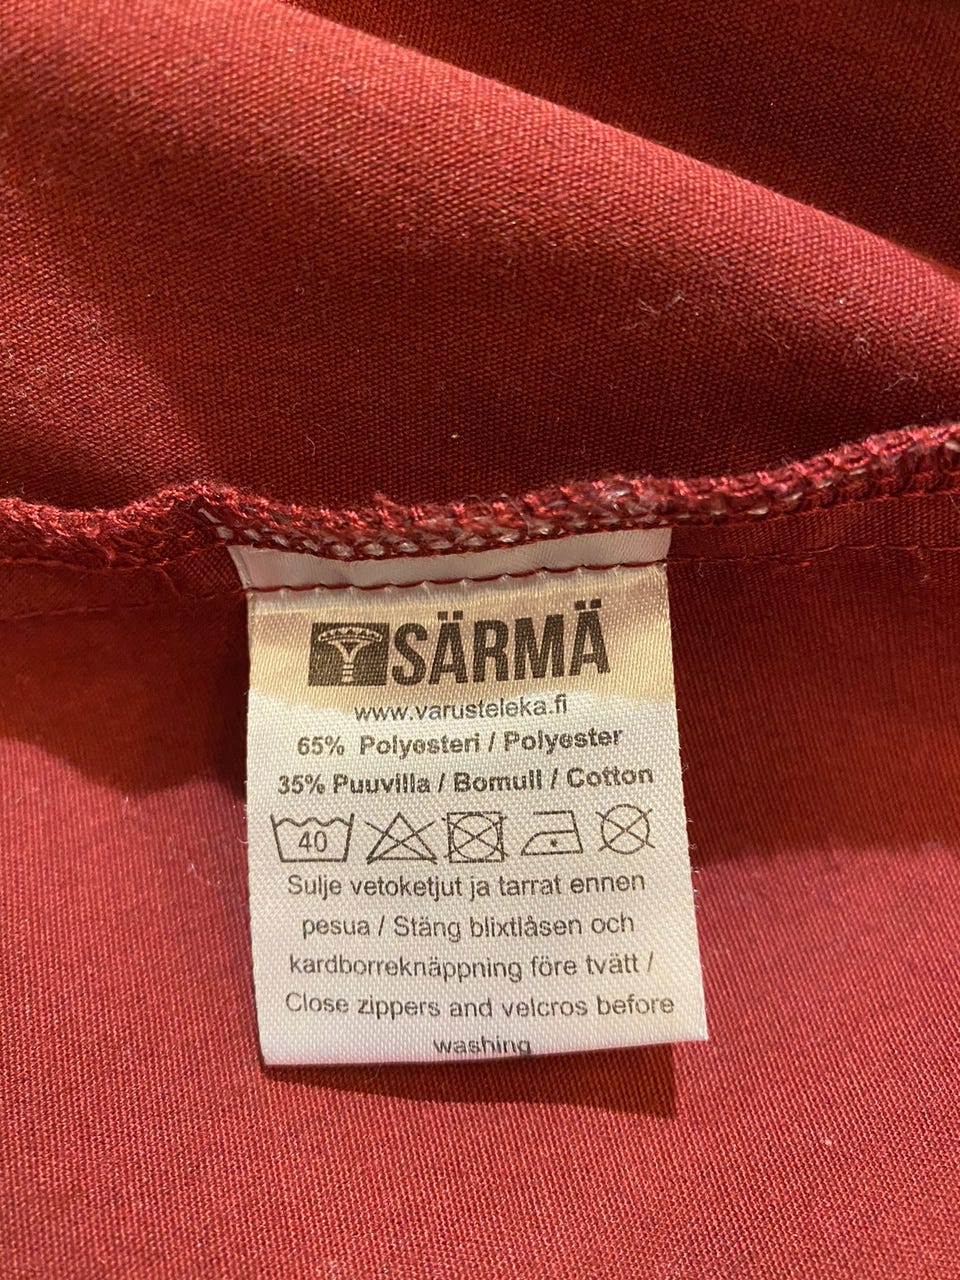 SÄRMÄ
www.varusteleka.fi
65% Polyesteri / Polyester
35% Puuvilla / Bomull / Cotton
40
Sulje vetoketjut ja tarrat ennen
pesua / Stäng blixtlåsen och
kardborreknäppning före tvätt /
Close zippers and velcros before
washing